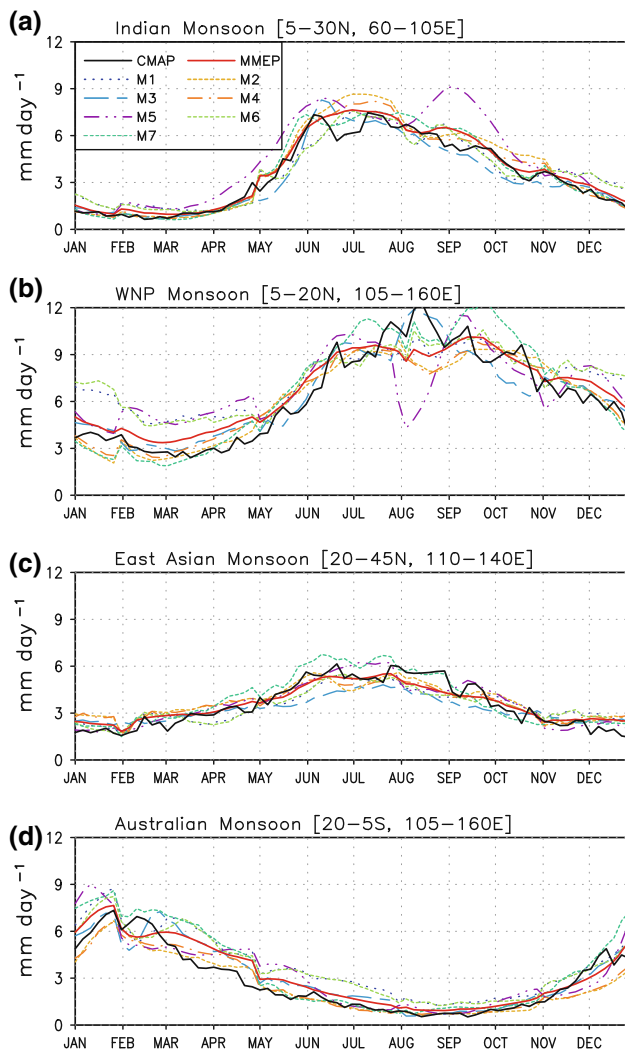 (a) Indian Monsoon [5−30N, 60−105E]
mm day −1
12
9
6
3
0
CMAP MMEP
M1 M2
M3 M4
M5 M6
M7
JAN FEB MAR APR MAY JUN JUL AUG SEP OCT NOV DEC
(b) WNP Monsoon [5−20N, 105−160E]
mm day −1
12
9
6
3
0
JAN FEB MAR APR MAY JUN JUL AUG SEP OCT NOV DEC
(c) East Asian Monsoon [20−45N, 110−140E]
mm day −1
12
9
6
3
0
JAN FEB MAR APR MAY JUN JUL AUG SEP OCT NOV DEC
(d) Australian Monsoon [20−5S, 105−160E]
mm day −1
12
9
6
3
0
JAN FEB MAR APR MAY JUN JUL AUG SEP OCT NOV DEC